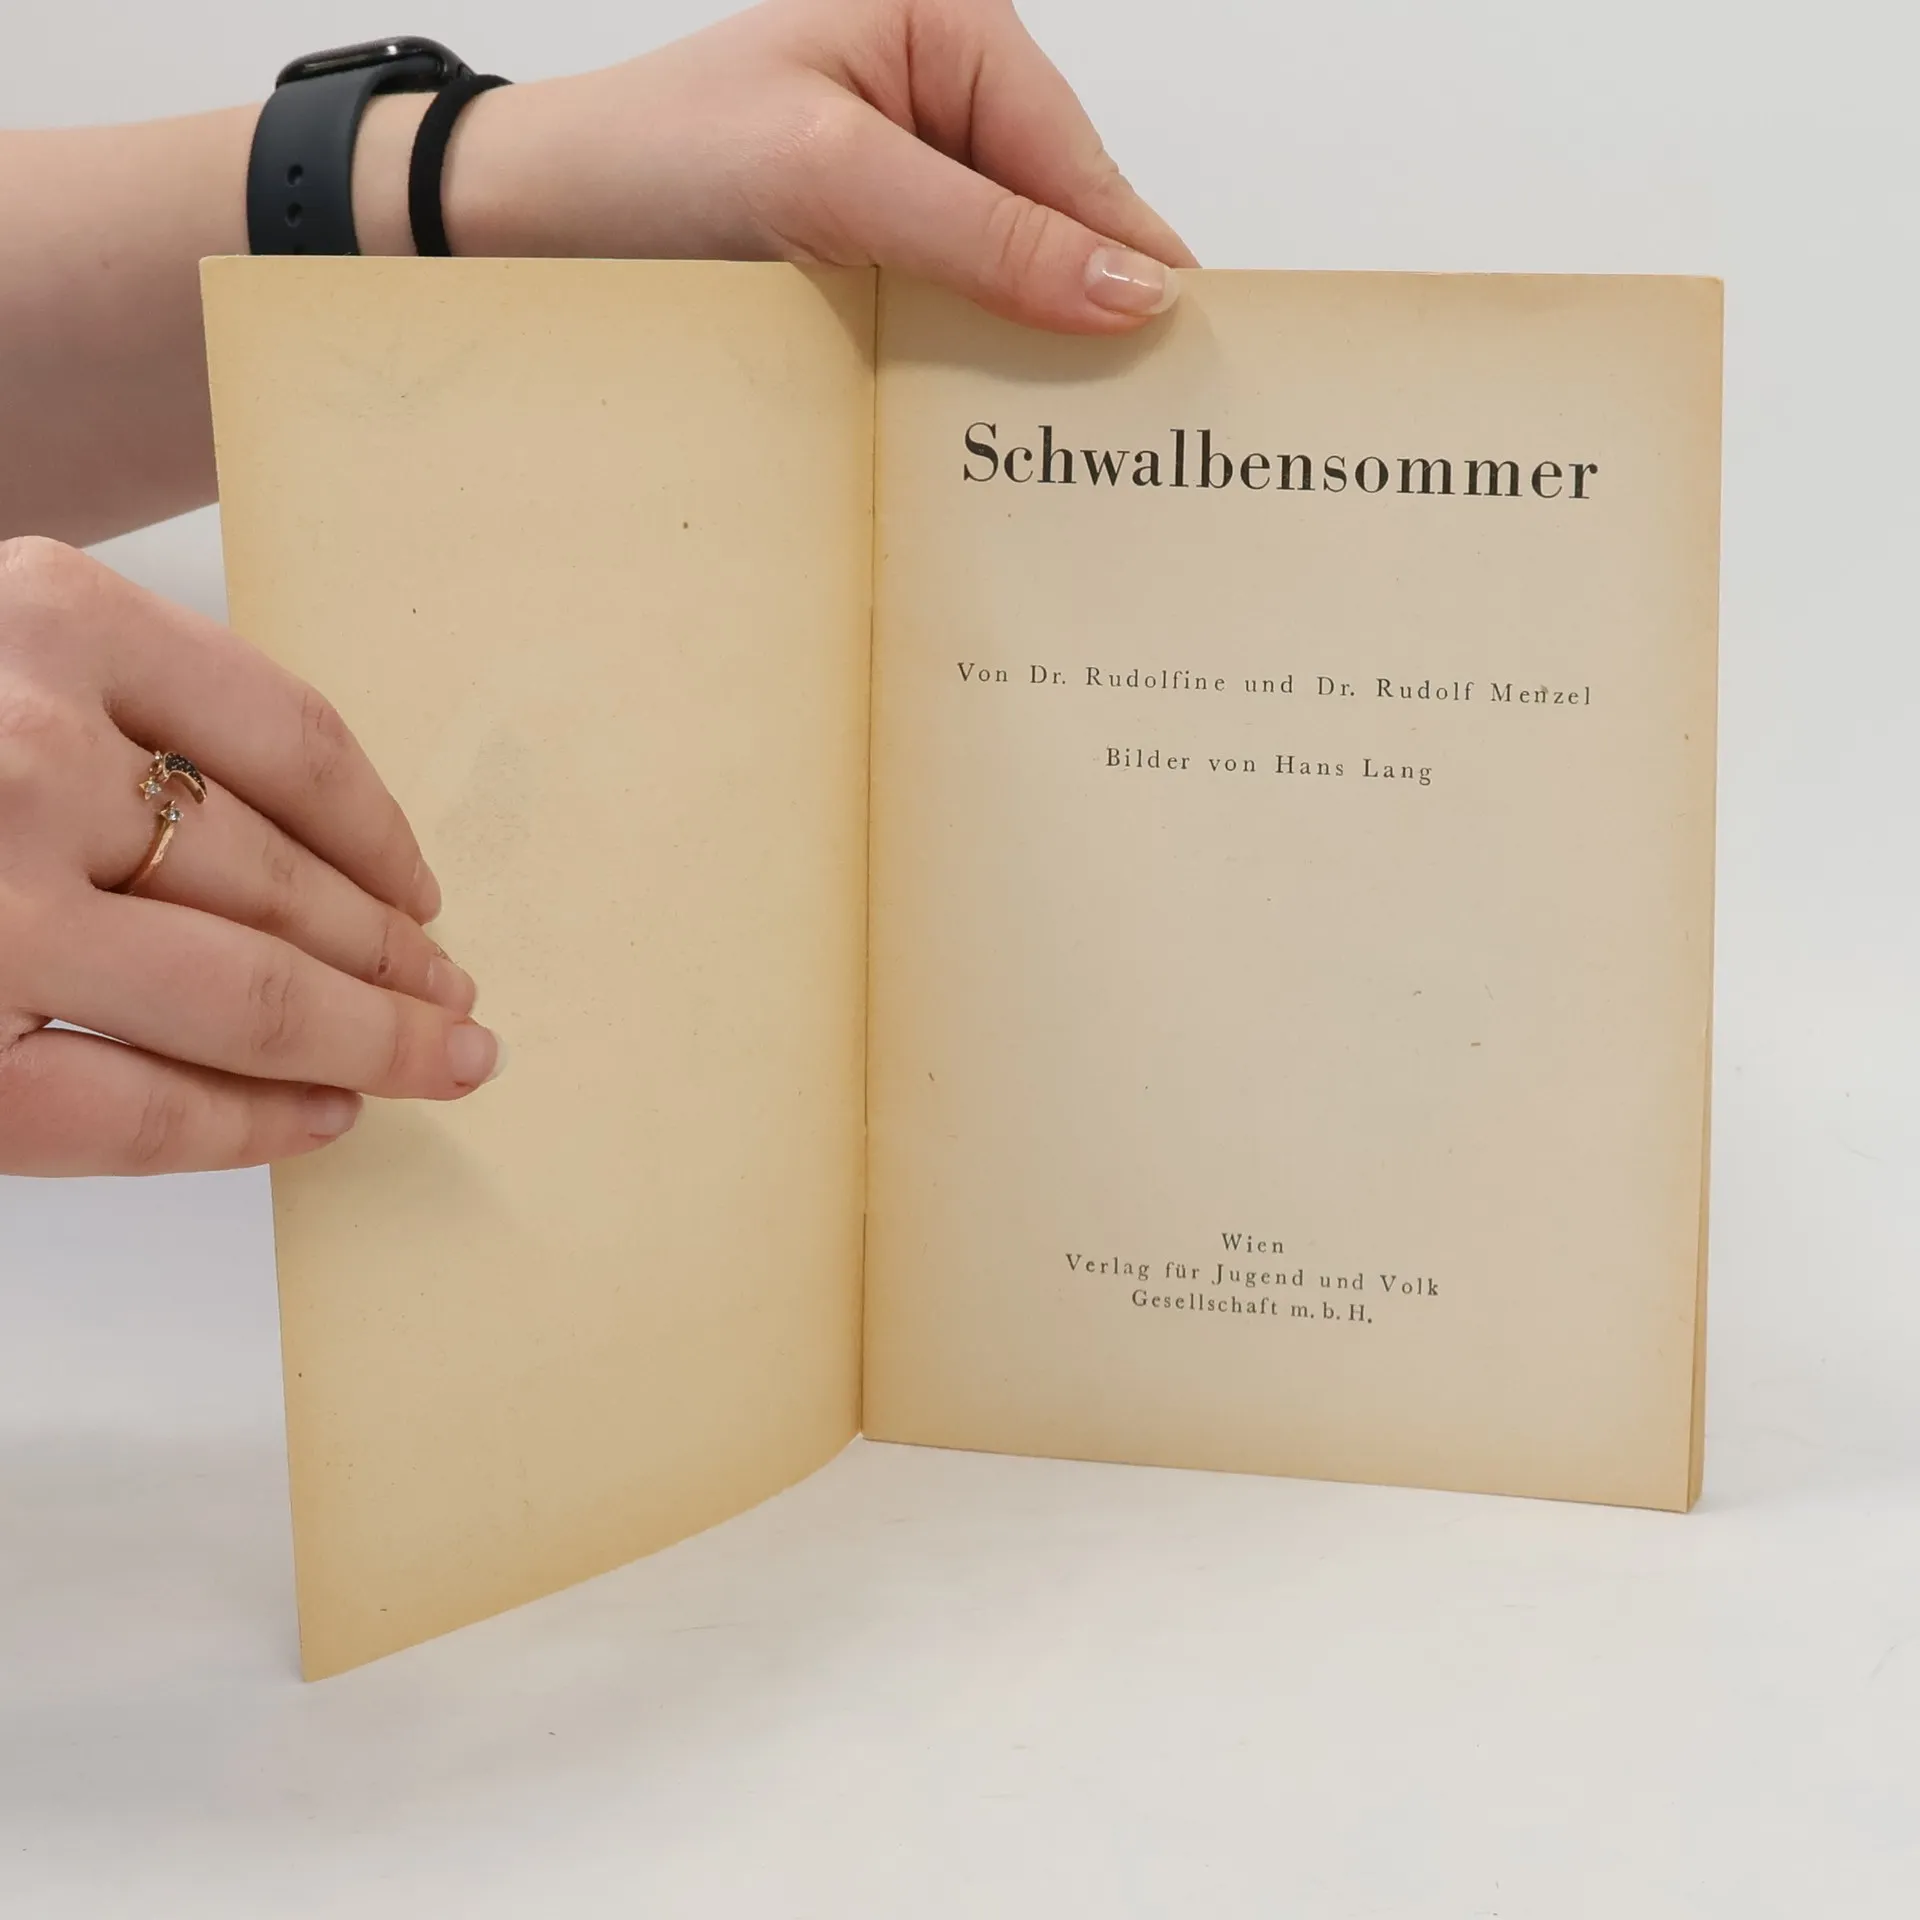 Schwalbensommer
Von Dr. Rudolfine und Dr. Rudolf Menzel
Bilder von Hans Lang
Wien
Verlag für Jugend und Volk
Gesellschaft m. b. H.